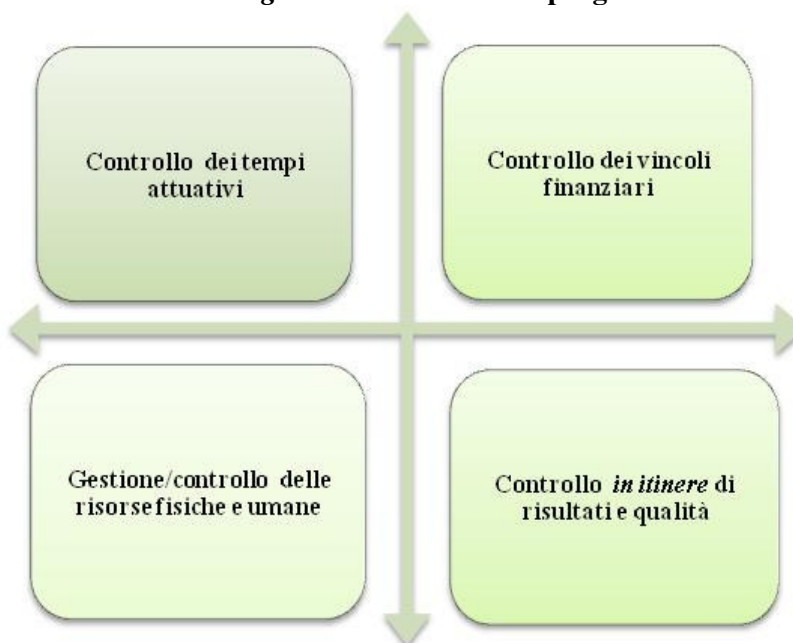 Controllo dei tempi
attuativi
Controllo dei vincoli
finanziari
Gestione/controllo delle
risorse fisiche e umane
Controllo in itinere di
risultati e qualità